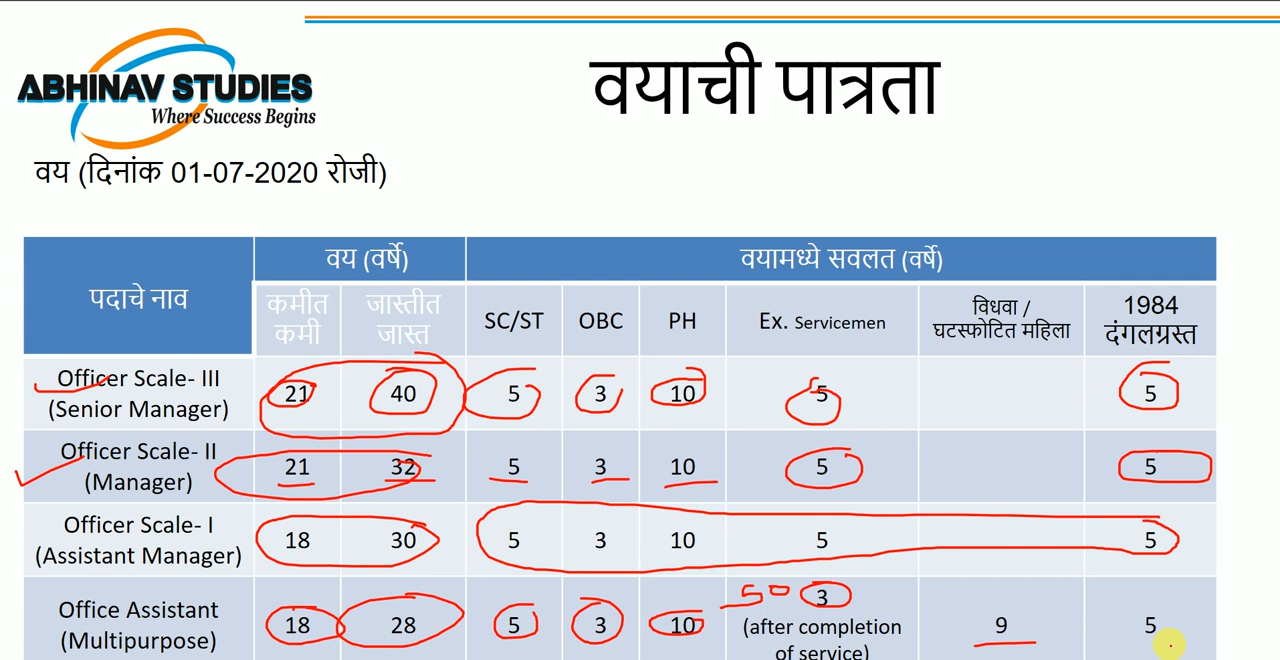 ABHINAV STUDIES
Where Success Begins
वयाची पात्रता
वय (दिनांक 01-07-2020 रोजी)
पदाचे नाव वय (वर्षे) वयामध्ये सवलत (वर्षे)
कमीत कमी जास्तीत जास्त SC/ST OBC PH Ex. Servicemen विधवा / घटस्फोटित महिला 1984 दंगलग्रस्त
Officer Scale- III
(Senior Manager) 21 40 5 3 10 5 5
Officer Scale- II
(Manager) 21 32 5 3 10 5 5
Officer Scale- I
(Assistant Manager) 18 30 5 3 10 5 5
Office Assistant
(Multipurpose) 18 28 5 3 10 50 3
(after completion
of service) 9 5